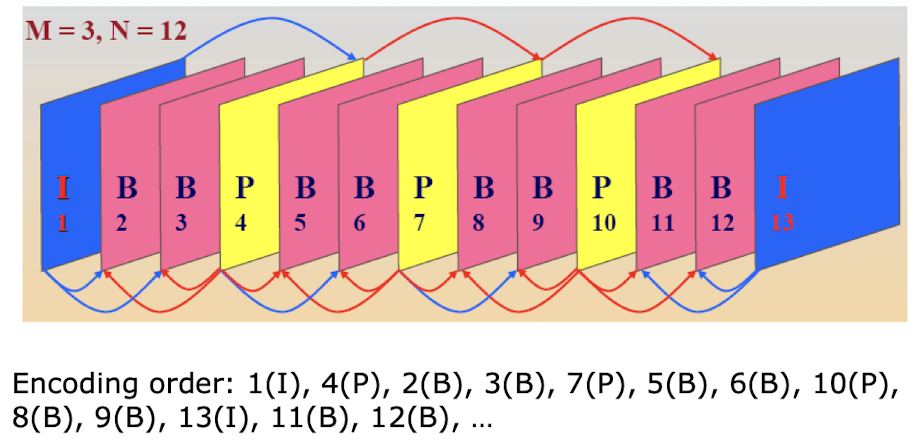 M = 3, N = 12
I B B P B B P B B P B B I
1 2 3 4 5 6 7 8 9 10 11 12 13
Encoding order: 1(I), 4(P), 2(B), 3(B), 7(P), 5(B), 6(B), 10(P),
8(B), 9(B), 13(I), 11(B), 12(B), ...